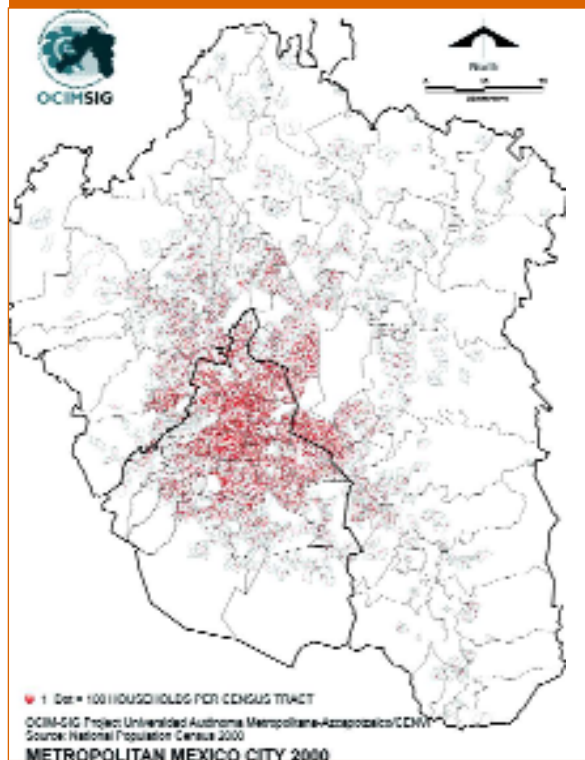 OCIMSIG
North
1 Dot = 100 HOUSEHOLDS PER CENSUS TRACT
OCIM-SIG Project Universidad Autónoma Metropolitana-Azcapotzalco/CENVI
Source: National Population Census 2000
METROPOLITAN MEXICO CITY 2000